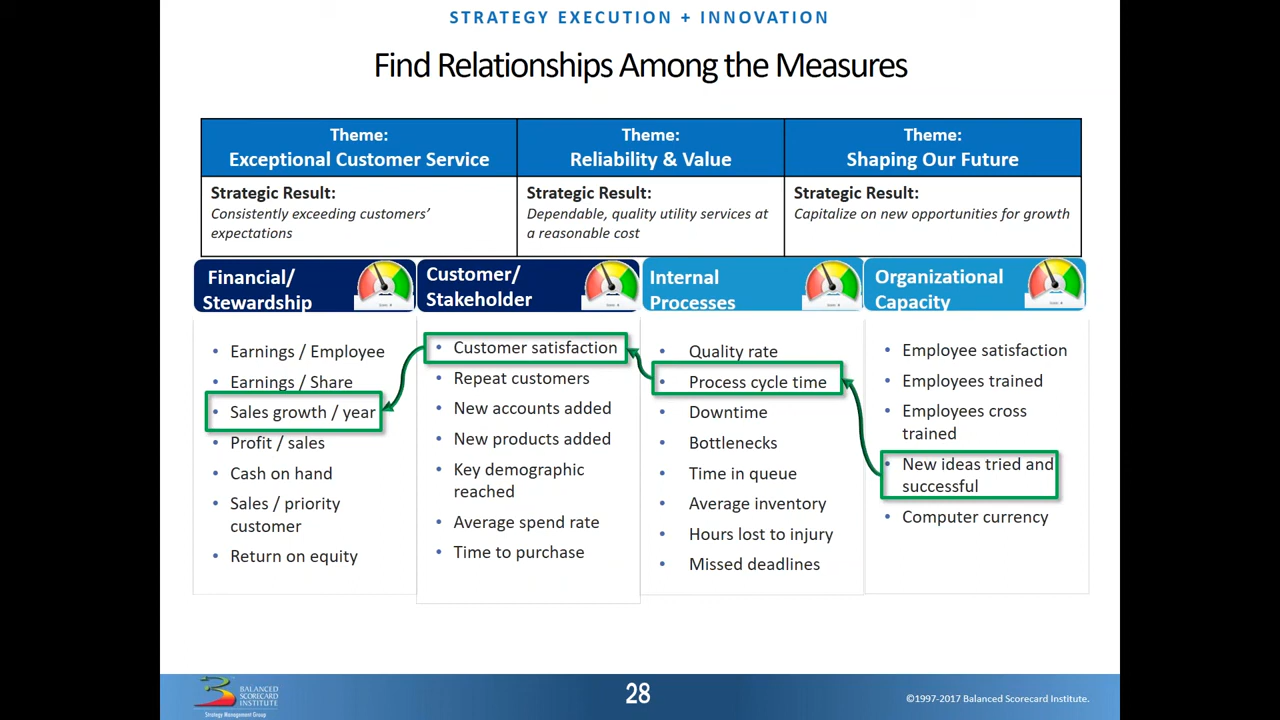 STRATEGY EXECUTION + INNOVATION
Find Relationships Among the Measures
Theme:
Exceptional Customer Service
Theme:
Reliability & Value
Theme:
Shaping Our Future
Strategic Result:
Consistently exceeding customers’
expectations
Strategic Result:
Dependable, quality utility services at
a reasonable cost
Strategic Result:
Capitalize on new opportunities for growth
Financial/
Stewardship
• Earnings / Employee
• Earnings / Share
• Sales growth / year
• Profit / sales
• Cash on hand
• Sales / priority
customer
• Return on equity
Customer/
Stakeholder
• Customer satisfaction
• Repeat customers
• New accounts added
• New products added
• Key demographic
reached
• Average spend rate
• Time to purchase
Internal
Processes
• Quality rate
• Process cycle time
• Downtime
• Bottlenecks
• Time in queue
• Average inventory
• Hours lost to injury
• Missed deadlines
Organizational
Capacity
• Employee satisfaction
• Employees trained
• Employees cross
trained
• New ideas tried and
successful
• Computer currency
BALANCED
SCORECARD
INSTITUTE
Strategy Management Group
28
©1997-2017 Balanced Scorecard Institute.